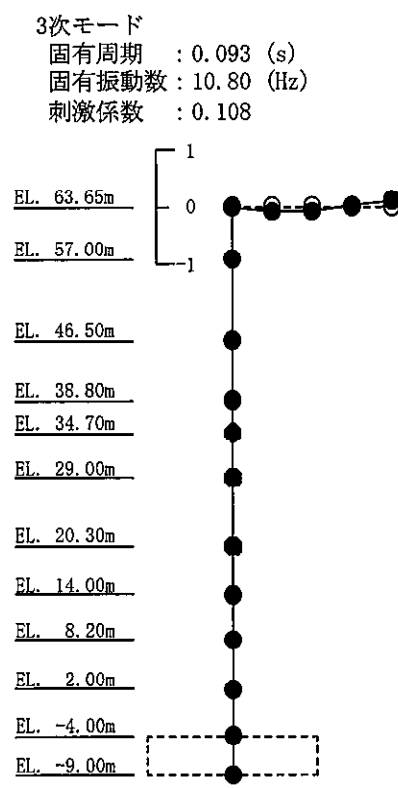 3次モード
固有周期 : 0.093 (s)
固有振動数 : 10.80 (Hz)
刺激係数 : 0.108
1
EL. 63.65m
0
EL. 57.00m
-1
EL. 46.50m
EL. 38.80m
EL. 34.70m
EL. 29.00m
EL. 20.30m
EL. 14.00m
EL. 8.20m
EL. 2.00m
EL. -4.00m
EL. -9.00m